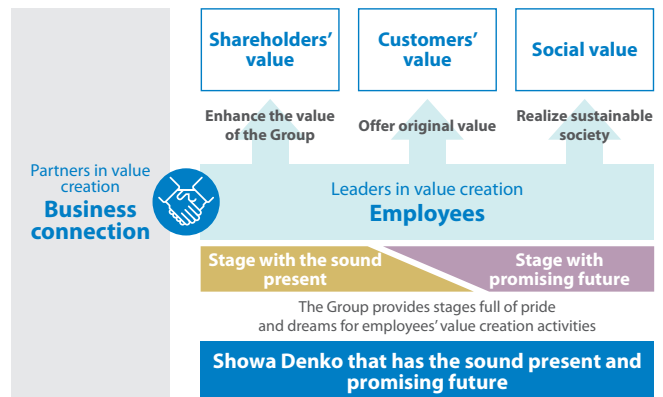 Shareholders’
value
Customers’
value
Social value
Enhance the value
of the Group
Offer original value
Realize sustainable
society
Partners in value
creation
Business
connection
Leaders in value creation
Employees
Stage with the sound
present
Stage with
promising future
The Group provides stages full of pride
and dreams for employees’ value creation activities
Showa Denko that has the sound present and
promising future